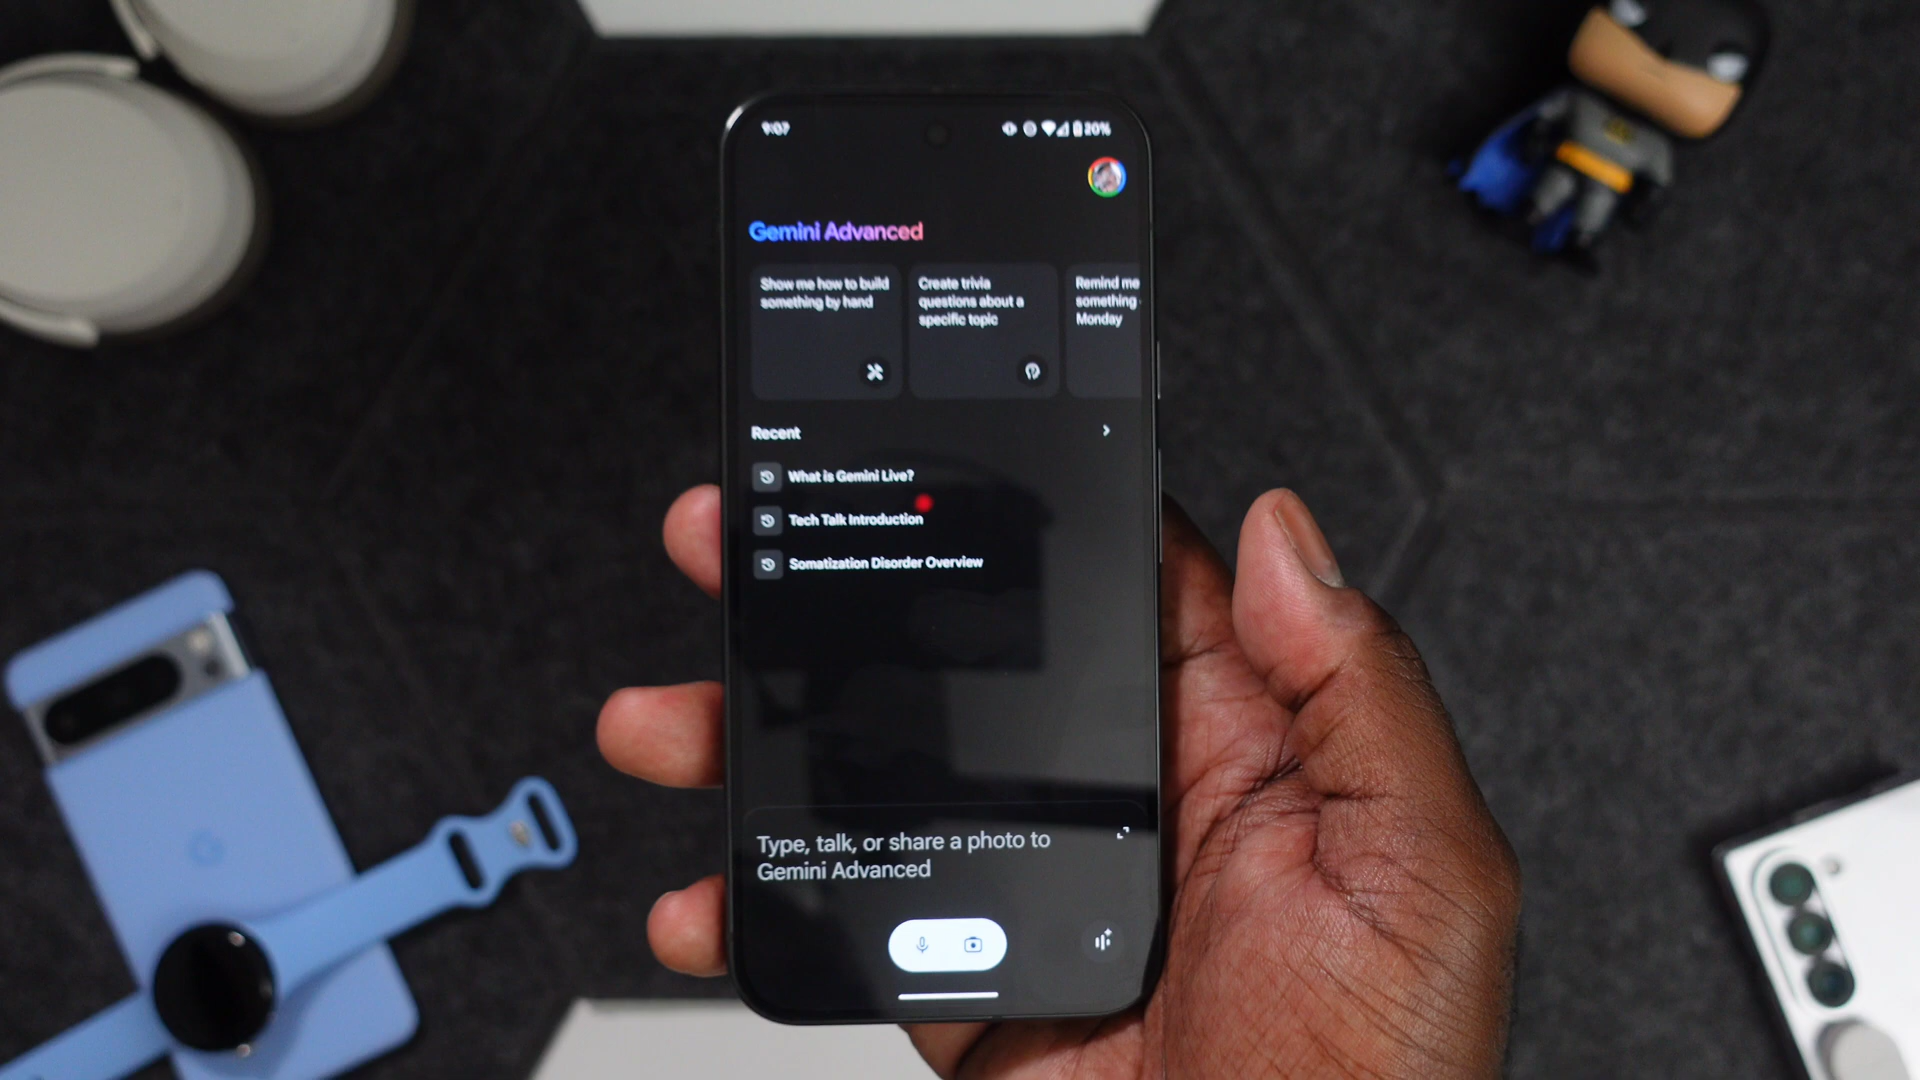 9:07
20%
Gemini Advanced
Show me how to build
something by hand
Create trivia
questions about a
specific topic
Remind me
something
Monday
Recent
What is Gemini Live?
Tech Talk Introduction
Somatization Disorder Overview
Type, talk, or share a photo to
Gemini Advanced